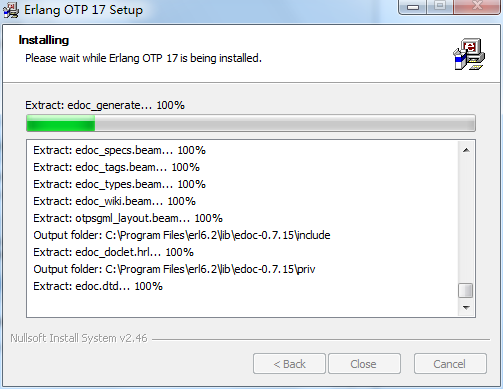 Erlang OTP 17 Setup
Installing
Please wait while Erlang OTP 17 is being installed.
Extract: edoc_generate... 100%
Extract: edoc_specs.beam... 100%
Extract: edoc_tags.beam... 100%
Extract: edoc_types.beam... 100%
Extract: edoc_wiki.beam... 100%
Extract: otpsgml_layout.beam... 100%
Output folder: C:\Program Files\erl6.2\lib\edoc-0.7.15\include
Extract: edoc_doclet.hrl... 100%
Output folder: C:\Program Files\erl6.2\lib\edoc-0.7.15\priv
Extract: edoc.dtd... 100%
Nullsoft Install System v2.46
< Back Close Cancel